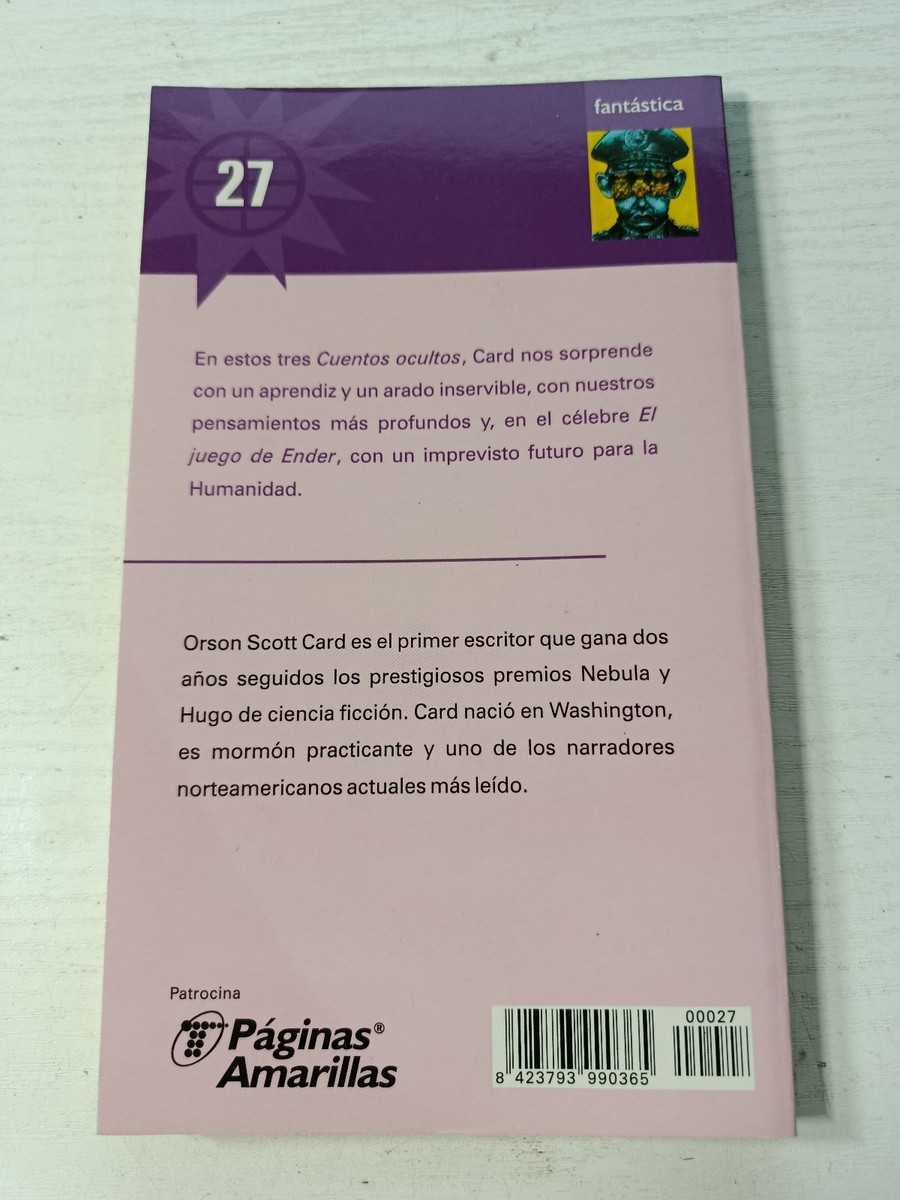 fantástica
27
En estos tres Cuentos ocultos, Card nos sorprende
con un aprendiz y un arado inservible, con nuestros
pensamientos más profundos y, en el célebre El
juego de Ender, con un imprevisto futuro para la
Humanidad.
Orson Scott Card es el primer escritor que gana dos
años seguidos los prestigiosos premios Nebula y
Hugo de ciencia ficción. Card nació en Washington,
es mormón practicante y uno de los narradores
norteamericanos actuales más leído.
Patrocina
Páginas®
Amarillas
00027
8 423793 990365